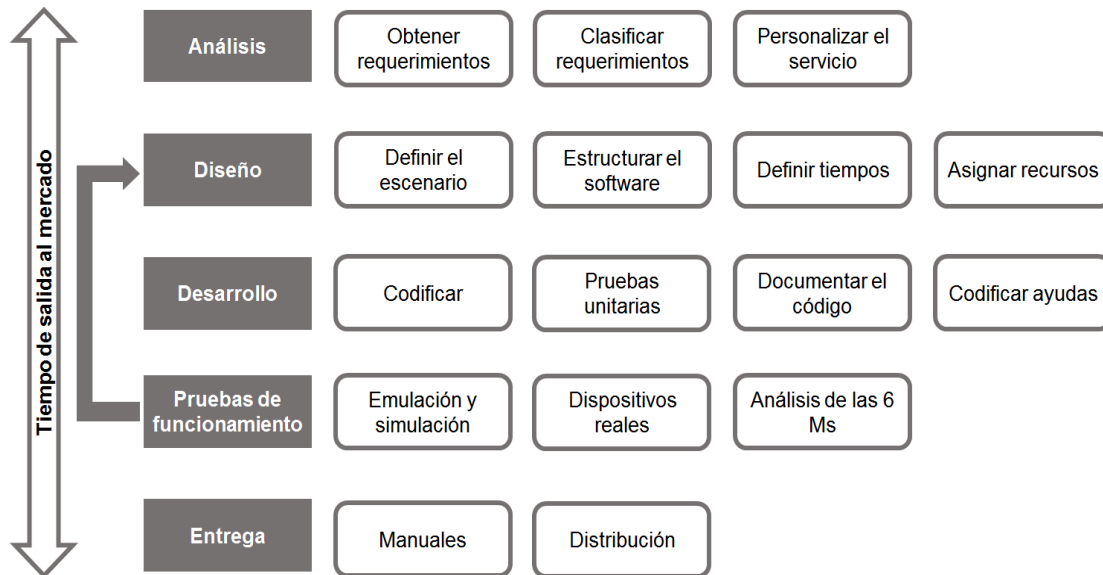 Tiempo de salida al mercado
Análisis
Obtener
requerimientos
Clasificar
requerimientos
Personalizar el
servicio
Diseño
Definir el
escenario
Estructurar el
software
Definir tiempos
Asignar recursos
Desarrollo
Codificar
Pruebas
unitarias
Documentar el
código
Codificar ayudas
Pruebas de
funcionamiento
Emulación y
simulación
Dispositivos
reales
Análisis de las 6
Ms
Entrega
Manuales
Distribución